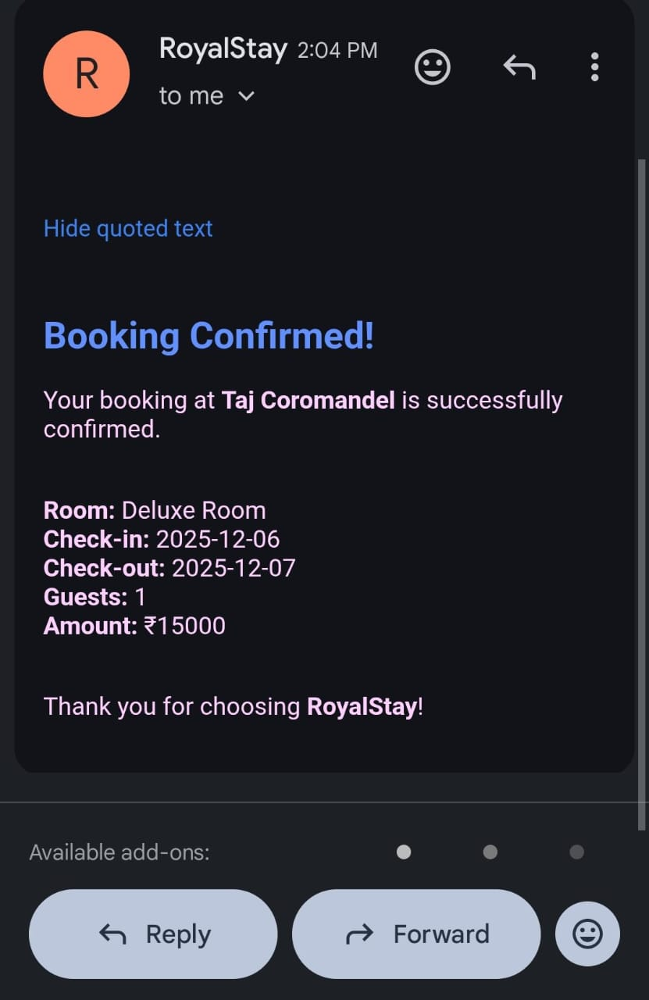 R
RoyalStay 2:04 PM
to me
Hide quoted text
Booking Confirmed!
Your booking at Taj Coromandel is successfully
confirmed.
Room: Deluxe Room
Check-in: 2025-12-06
Check-out: 2025-12-07
Guests: 1
Amount: ₹15000
Thank you for choosing RoyalStay!
Available add-ons:
Reply Forward